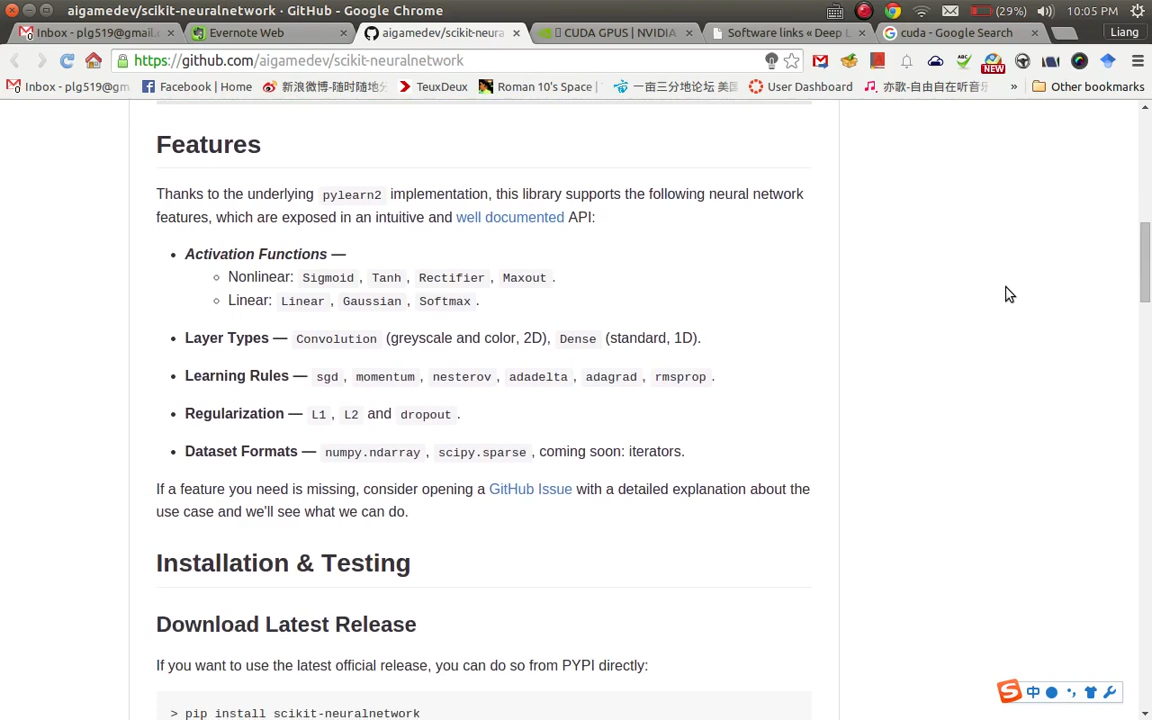 aigamedev/scikit-neuralnetwork · GitHub - Google Chrome
(29%) 10:05 PM
Inbox - plg519@gmail.c
Evernote Web
aigamedev/scikit-neura
CUDA GPUS | NVIDIA
Software links « Deep L
cuda - Google Search
Liang
https://github.com/aigamedev/scikit-neuralnetwork
NEW
Inbox - plg519@gm
Facebook | Home
新浪微博-随时随地分
TeuxDeux
Roman 10's Space |
一亩三分地论坛 美国
User Dashboard
亦歌-自由自在听音乐
»
Other bookmarks
Features
Thanks to the underlying pylearn2 implementation, this library supports the following neural network
features, which are exposed in an intuitive and well documented API:
• Activation Functions —
◦ Nonlinear: Sigmoid , Tanh , Rectifier , Maxout .
◦ Linear: Linear , Gaussian , Softmax .
• Layer Types — Convolution (greyscale and color, 2D), Dense (standard, 1D).
• Learning Rules — sgd , momentum , nesterov , adadelta , adagrad , rmsprop .
• Regularization — L1 , L2 and dropout .
• Dataset Formats — numpy.ndarray , scipy.sparse , coming soon: iterators.
If a feature you need is missing, consider opening a GitHub Issue with a detailed explanation about the
use case and we'll see what we can do.
Installation & Testing
Download Latest Release
If you want to use the latest official release, you can do so from PYPI directly:
> pip install scikit-neuralnetwork
S 中